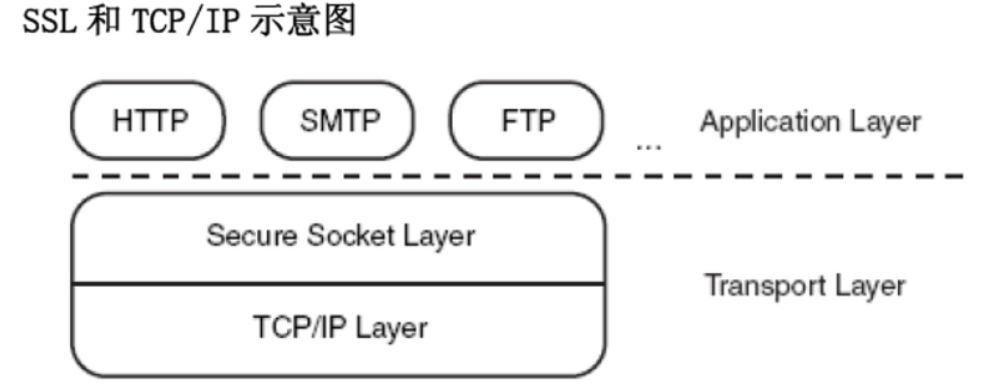 SSL 和 TCP/IP 示意图
HTTP SMTP FTP ... Application Layer
Secure Socket Layer
Transport Layer
TCP/IP Layer